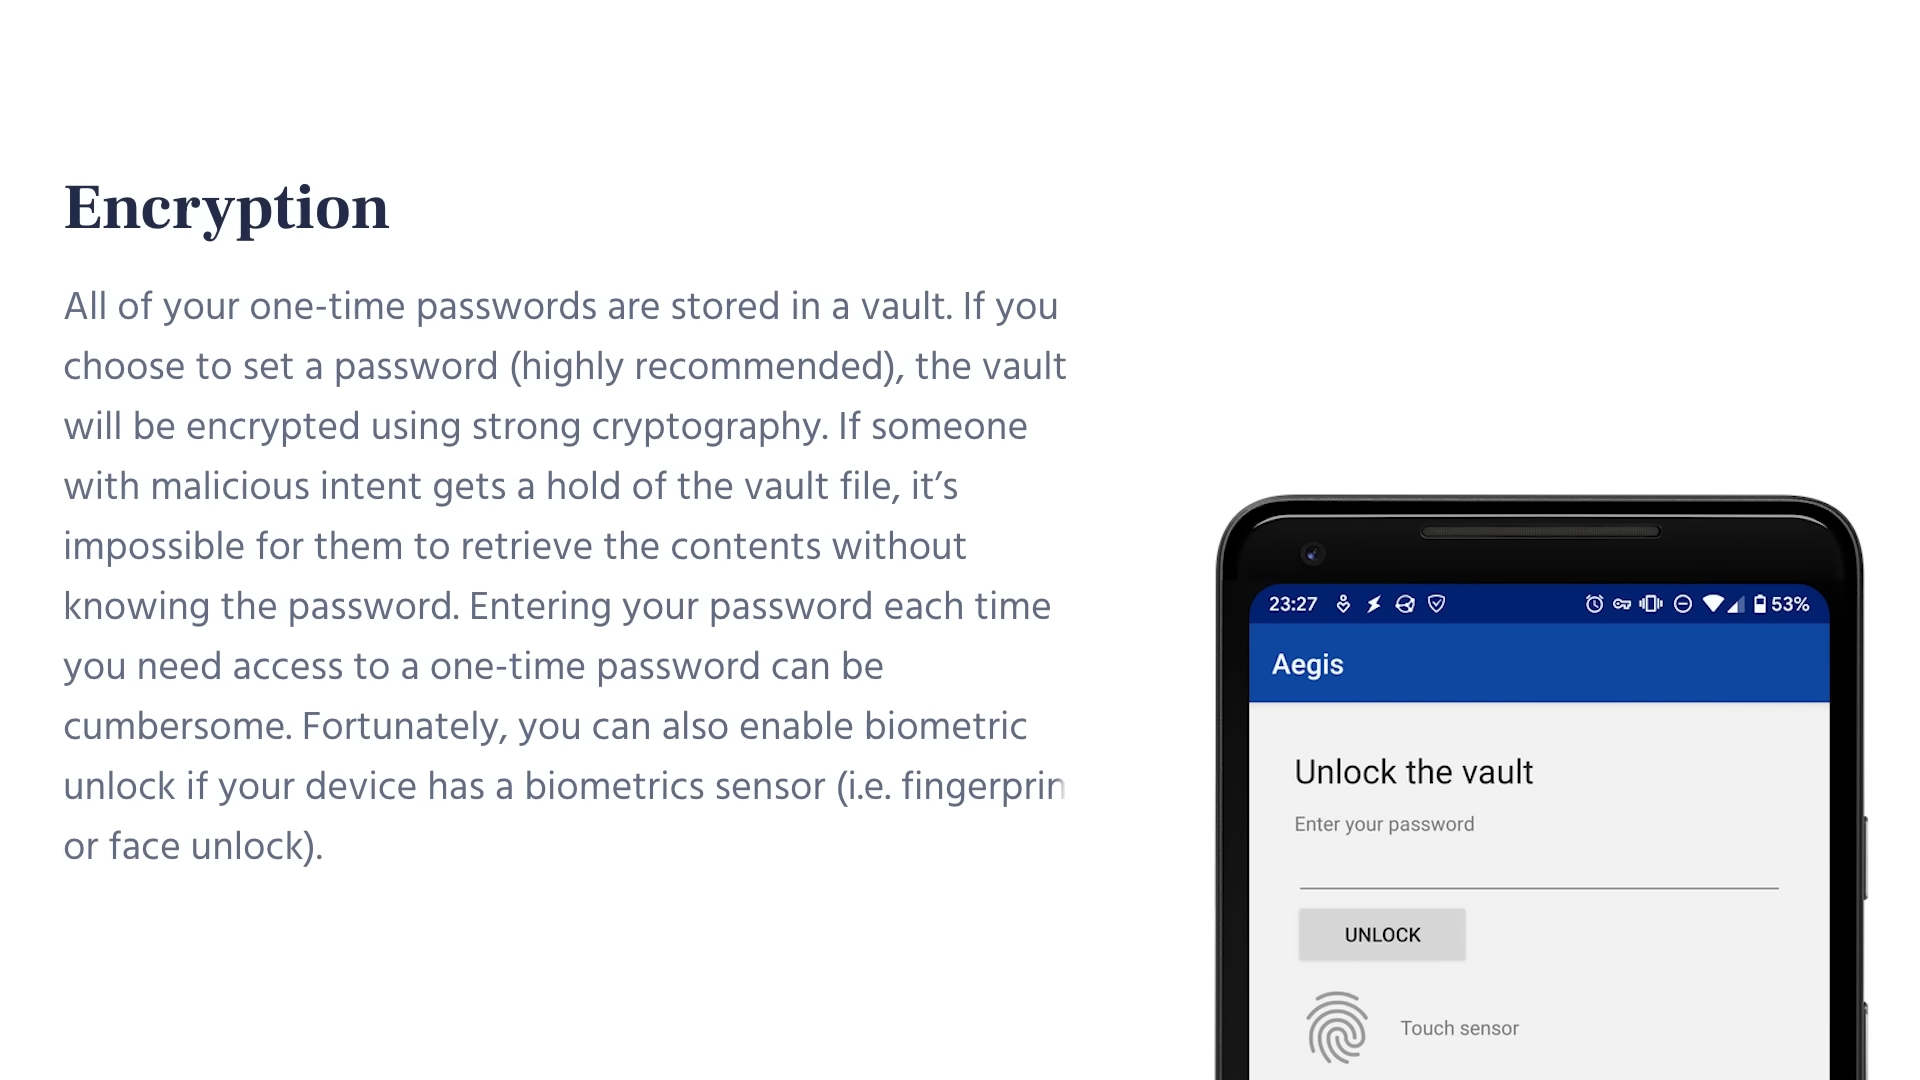 Encryption
All of your one-time passwords are stored in a vault. If you
choose to set a password (highly recommended), the vault
will be encrypted using strong cryptography. If someone
with malicious intent gets a hold of the vault file, it’s
impossible for them to retrieve the contents without
knowing the password. Entering your password each time
you need access to a one-time password can be
cumbersome. Fortunately, you can also enable biometric
unlock if your device has a biometrics sensor (i.e. fingerprin
or face unlock).
23:27 53%
Aegis
Unlock the vault
Enter your password
UNLOCK
Touch sensor